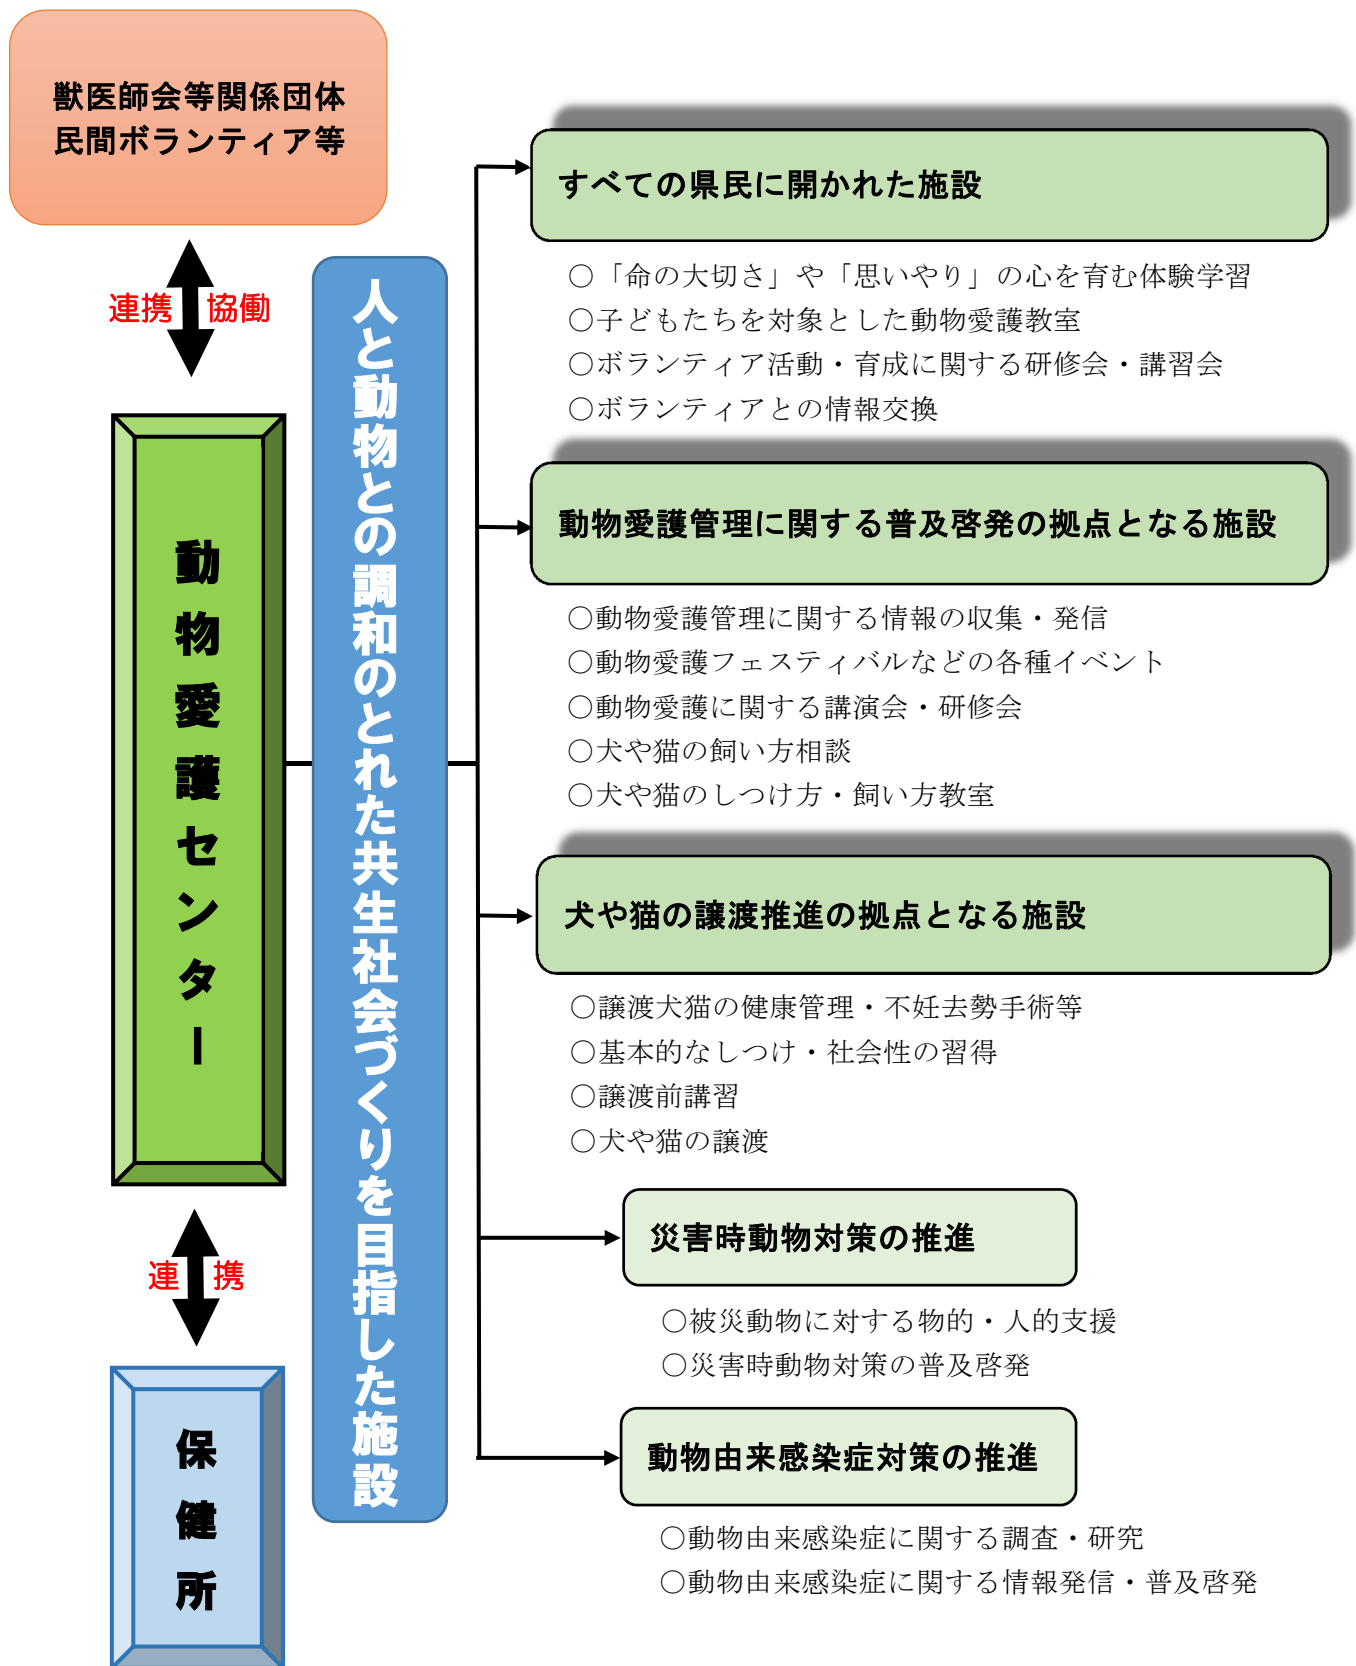 獣医師会等関係団体
民間ボランティア等
連携 協働
動物愛護センター
連 携
保健所
人と動物との調和のとれた共生社会づくりを目指した施設
すべての県民に開かれた施設
○「命の大切さ」や「思いやり」の心を育む体験学習
○子どもたちを対象とした動物愛護教室
○ボランティア活動・育成に関する研修会・講習会
○ボランティアとの情報交換
動物愛護管理に関する普及啓発の拠点となる施設
○動物愛護管理に関する情報の収集・発信
○動物愛護フェスティバルなどの各種イベント
○動物愛護に関する講演会・研修会
○犬や猫の飼い方相談
○犬や猫のしつけ方・飼い方教室
犬や猫の譲渡推進の拠点となる施設
○譲渡犬猫の健康管理・不妊去勢手術等
○基本的なしつけ・社会性の習得
○譲渡前講習
○犬や猫の譲渡
災害時動物対策の推進
○被災動物に対する物的・人的支援
○災害時動物対策の普及啓発
動物由来感染症対策の推進
○動物由来感染症に関する調査・研究
○動物由来感染症に関する情報発信・普及啓発